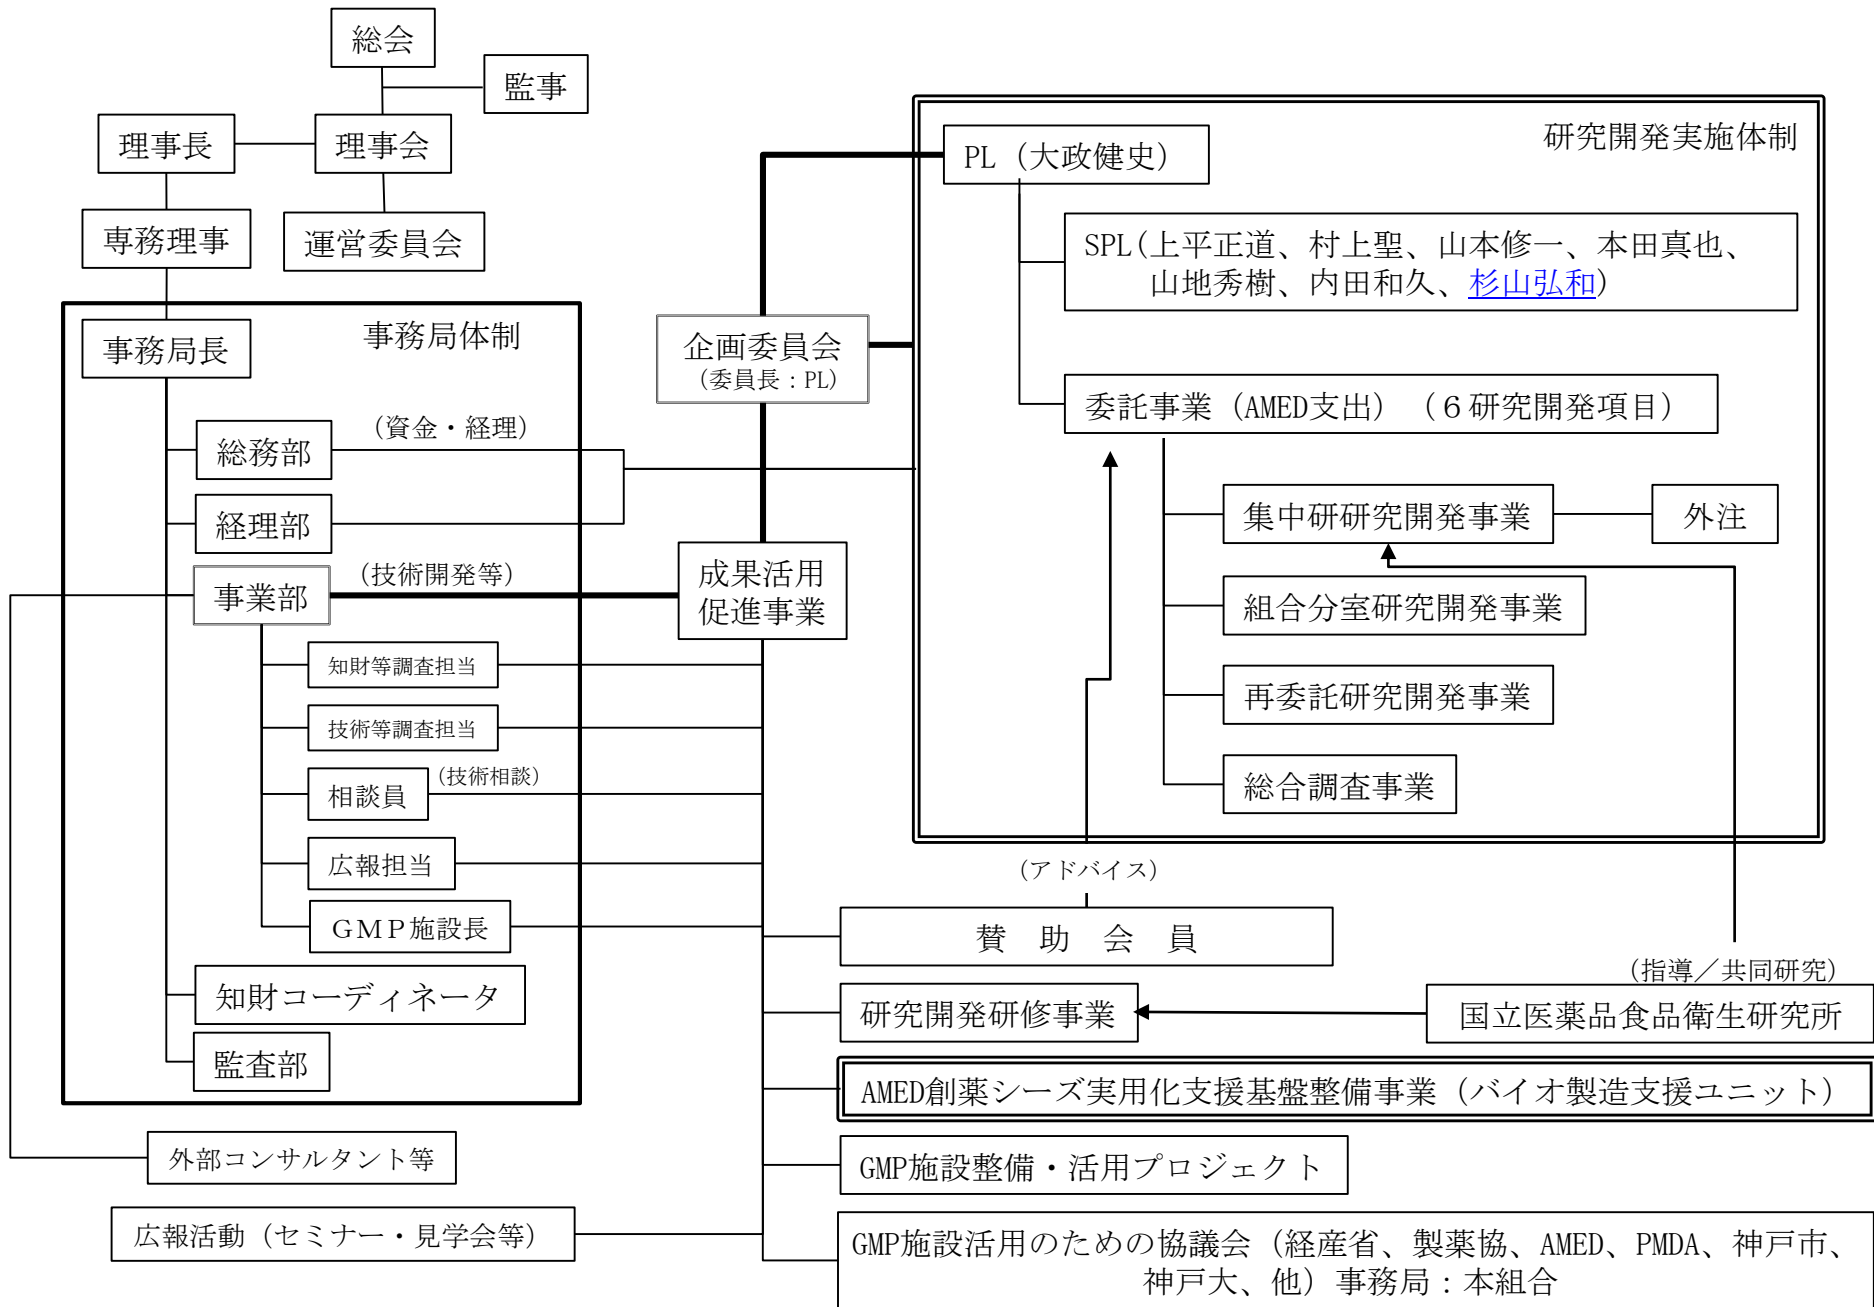 総会
監事
理事長
理事会
専務理事
運営委員会
事務局体制
事務局長
総務部
(資金・経理)
経理部
事業部
(技術開発等)
知財等調査担当
技術等調査担当
相談員
(技術相談)
広報担当
GMP施設長
知財コーディネータ
監査部
外部コンサルタント等
広報活動（セミナー・見学会等）
企画委員会
(委員長：PL)
成果活用
促進事業
研究開発実施体制
PL（大政健史）
SPL(上平正道、村上聖、山本修一、本田真也、
山地秀樹、内田和久、杉山弘和)
委託事業（AMED支出）（６研究開発項目）
集中研研究開発事業
外注
組合分室研究開発事業
再委託研究開発事業
総合調査事業
(アドバイス)
賛　助　会　員
(指導／共同研究)
研究開発研修事業
国立医薬品食品衛生研究所
AMED創薬シーズ実用化支援基盤整備事業（バイオ製造支援ユニット）
GMP施設整備・活用プロジェクト
GMP施設活用のための協議会（経産省、製薬協、AMED、PMDA、神戸市、
神戸大、他）事務局：本組合